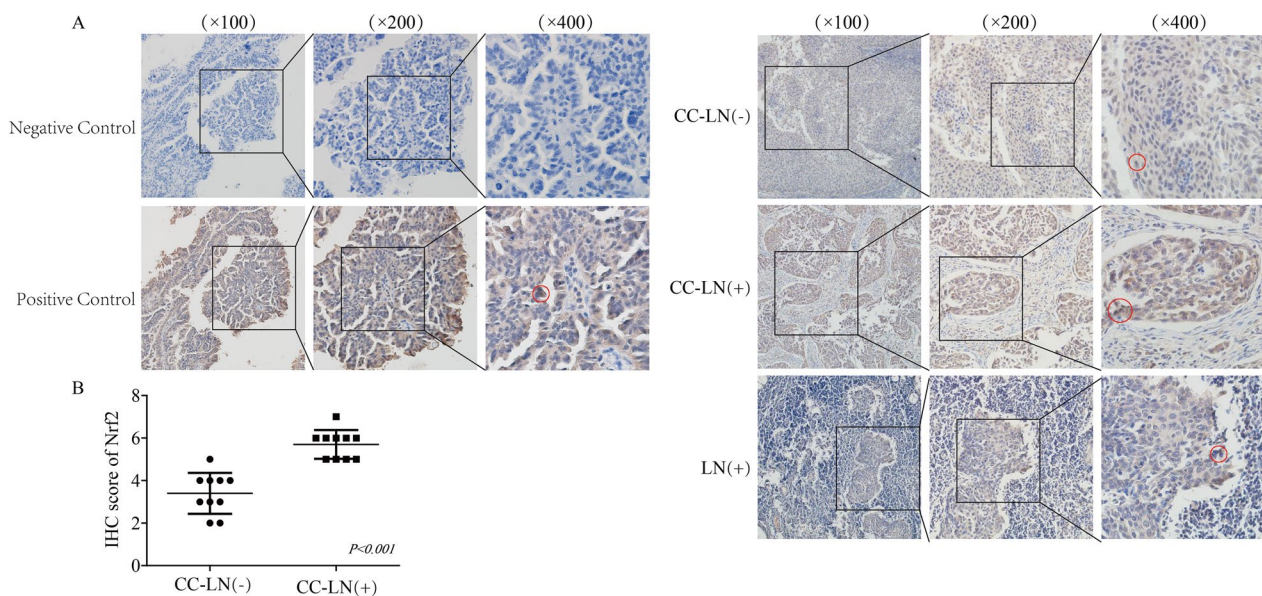 A
(×100) (×200) (×400)
Negative Control
Positive Control
(×100) (×200) (×400)
CC-LN(-)
CC-LN(+)
LN(+)
B
IHC score of Nrf2
8
6
4
2
0
P<0.001
CC-LN(-) CC-LN(+)